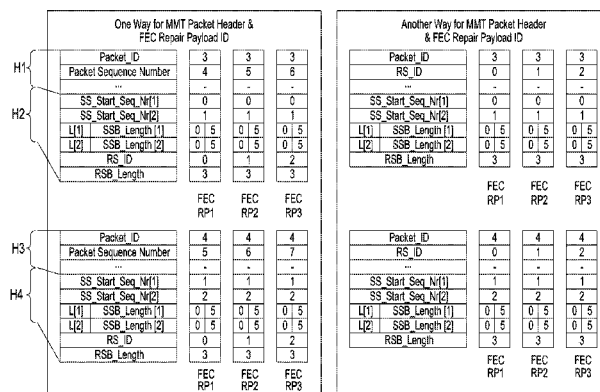 One Way for MMT Packet Header &
FEC Repair Payload ID
H1
Packet_ID 3 3 3
Packet Sequence Number 4 5 6
... - - -
H2
SS_Start_Seq_Nr[1] 0 0 0
SS_Start_Seq_Nr[2] 1 1 1
L[1] SSB_Length [1] 0 5 0 5 0 5
L[2] SSB_Length [2] 0 5 0 5 0 5
RS_ID 0 1 2
RSB_Length 3 3 3
FEC RP1 FEC RP2 FEC RP3
H3
Packet_ID 4 4 4
Packet Sequence Number 5 6 7
... - - -
H4
SS_Start_Seq_Nr[1] 1 1 1
SS_Start_Seq_Nr[2] 2 2 2
L[1] SSB_Length [1] 0 5 0 5 0 5
L[2] SSB_Length [2] 0 5 0 5 0 5
RS_ID 0 1 2
RSB_Length 3 3 3
FEC RP1 FEC RP2 FEC RP3
Another Way for MMT Packet Header
& FEC Repair Payload ID
Packet_ID 3 3 3
RS_ID 0 1 2
... - - -
SS_Start_Seq_Nr[1] 0 0 0
SS_Start_Seq_Nr[2] 1 1 1
L[1] SSB_Length [1] 0 5 0 5 0 5
L[2] SSB_Length [2] 0 5 0 5 0 5
RSB_Length 3 3 3
FEC RP1 FEC RP2 FEC RP3
Packet_ID 4 4 4
RS_ID 0 1 2
... - - -
SS_Start_Seq_Nr[1] 1 1 1
SS_Start_Seq_Nr[2] 2 2 2
L[1] SSB_Length [1] 0 5 0 5 0 5
L[2] SSB_Length [2] 0 5 0 5 0 5
RSB_Length 3 3 3
FEC RP1 FEC RP2 FEC RP3